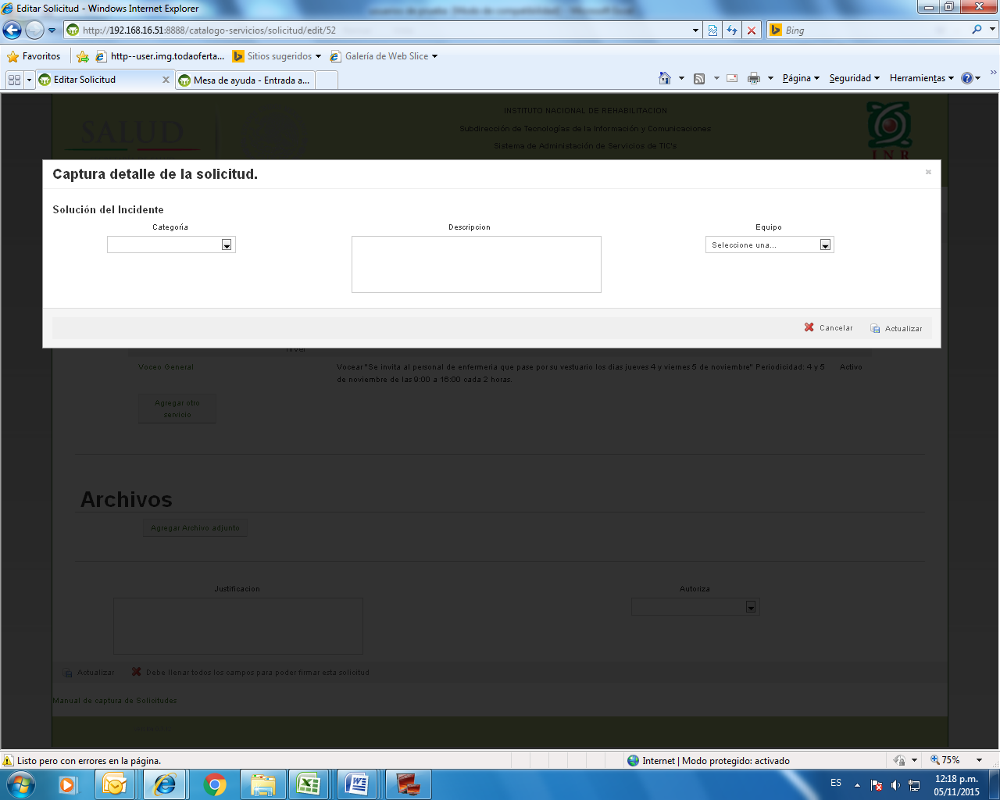 Editar Solicitud - Windows Internet Explorer
http://192.168.16.51:8888/catalogo-servicios/solicitud/edit/52
Bing
Favoritos
http--user.img.todaoferta...
Sitios sugeridos
Galería de Web Slice
Editar Solicitud
Mesa de ayuda - Entrada a...
Página
Seguridad
Herramientas
SALUD
INSTITUTO NACIONAL DE REHABILITACION
Subdirección de Tecnologías de la Información y Comunicaciones
Sistema de Administación de Servicios de TIC's
INR
Captura detalle de la solicitud.
Solución del Incidente
Categoría
Descripcion
Equipo
Seleccione una...
Cancelar
Actualizar
Voceo General
Vocear "Se invita al personal de enfermería que pase por su vestuario los dias jueves 4 y viernes 5 de noviembre" Periodicidad: 4 y 5
de noviembre de las 9:00 a 16:00 cada 2 horas.
Activo
Agregar otro
servicio
Archivos
Agregar Archivo adjunto
Justificacion
Autoriza
Actualizar
Debe llenar todos los campos para poder firmar esta solicitud
Manual de captura de Solicitudes
Listo pero con errores en la página.
Internet | Modo protegido: activado
75%
ES
12:18 p.m.
05/11/2015